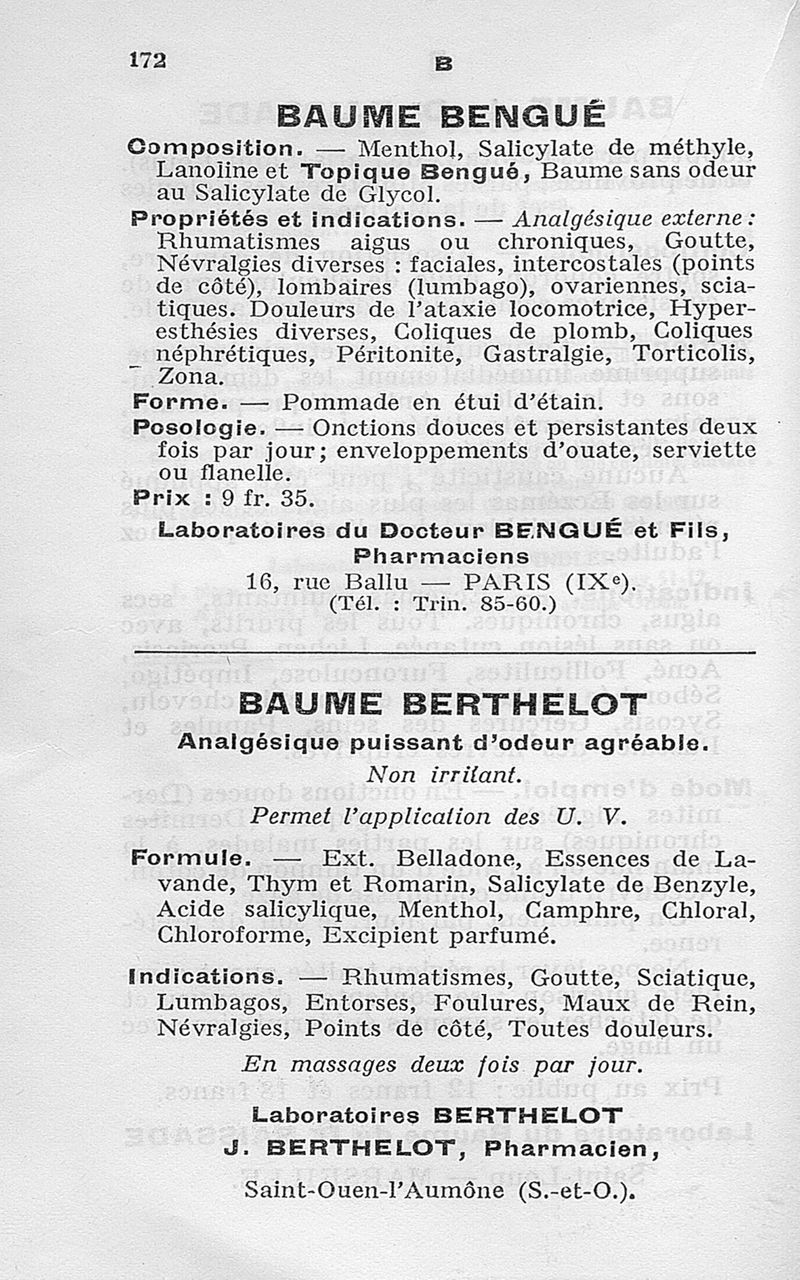 172
B
BAUME BENGUÉ
Composition. — Menthol, Salicylate de méthyle,
Lanoline et Topique Bengué, Baume sans odeur
au Salicylate de Glycol.
Propriétés et indications. — Analgésique externe :
Rhumatismes aigus ou chroniques, Goutte,
Névralgies diverses : faciales, intercostales (points
de côté), lombaires (lumbago), ovariennes, scia-
tiques. Douleurs de l'ataxie locomotrice, Hyper-
esthésies diverses, Coliques de plomb, Coliques
néphrétiques, Péritonite, Gastralgie, Torticolis,
Zona.
Forme. — Pommade en étui d'étain.
Posologie. — Onctions douces et persistantes deux
fois par jour; enveloppements d'ouate, serviette
ou flanelle.
Prix : 9 fr. 35.
Laboratoires du Docteur BENGUÉ et Fils,
Pharmaciens
16, rue Ballu — PARIS (IXe).
(Tél. : Trin. 85-60.)
BAUME BERTHELOT
Analgésique puissant d'odeur agréable.
Non irritant.
Permet l'application des U. V.
Formule. — Ext. Belladone, Essences de La-
vande, Thym et Romarin, Salicylate de Benzyle,
Acide salicylique, Menthol, Camphre, Chloral,
Chloroforme, Excipient parfumé.
Indications. — Rhumatismes, Goutte, Sciatique,
Lumbagos, Entorses, Foulures, Maux de Rein,
Névralgies, Points de côté, Toutes douleurs.
En massages deux fois par jour.
Laboratoires BERTHELOT
J. BERTHELOT, Pharmacien,
Saint-Ouen-l'Aumône (S.-et-O.).